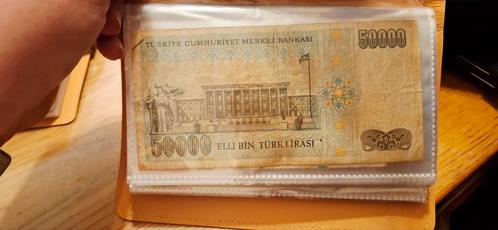 TÜRKİYE CUMHURİYET MERKEZ BANKASI
50000
50000 ELLİ BİN TÜRK LİRASI